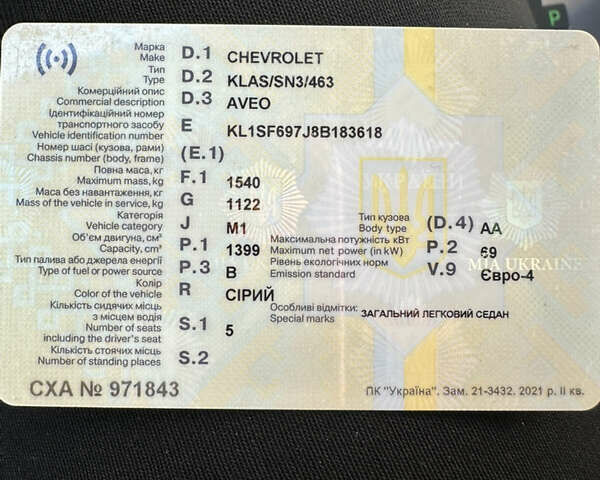 P
Марка D.1 CHEVROLET
Make
Тип D.2 KLAS/SN3/463
Type
Комерційний опис D.3 AVEO
Commercial description
Ідентифікаційний номер
транспортного засобу E KL1SF697J8B183618
Vehicle identification number
Номер шасі (кузова, рами) (E.1)
Chassis number (body, frame)
Повна маса, кг F.1 1540
Maximum mass, kg
Маса без навантаження, кг G 1122
Mass of the vehicle in service, kg
Категорія J M1 Тип кузова (D.4) AA
Vehicle category Body type
Об'єм двигуна, см³ P.1 1399 Максимальна потужність кВт P.2 69
Capacity, cm³ Maximum net power (in kW)
Тип палива або джерела енергії P.3 B Рівень екологічних норм V.9 Євро-4
Type of fuel or power source Emission standard
MIA UKRAINE
Колір R СІРИЙ
Color of the vehicle
Кількість сидячих місць Особливі відмітки: ЗАГАЛЬНИЙ ЛЕГКОВИЙ СЕДАН
з місцем водія S.1 5 Special marks
Number of seats
including the driver's seat
Кількість стоячих місць S.2
Number of standing places
СХА № 971843
ПК "Україна". Зам. 21-3432. 2021 р. II кв.